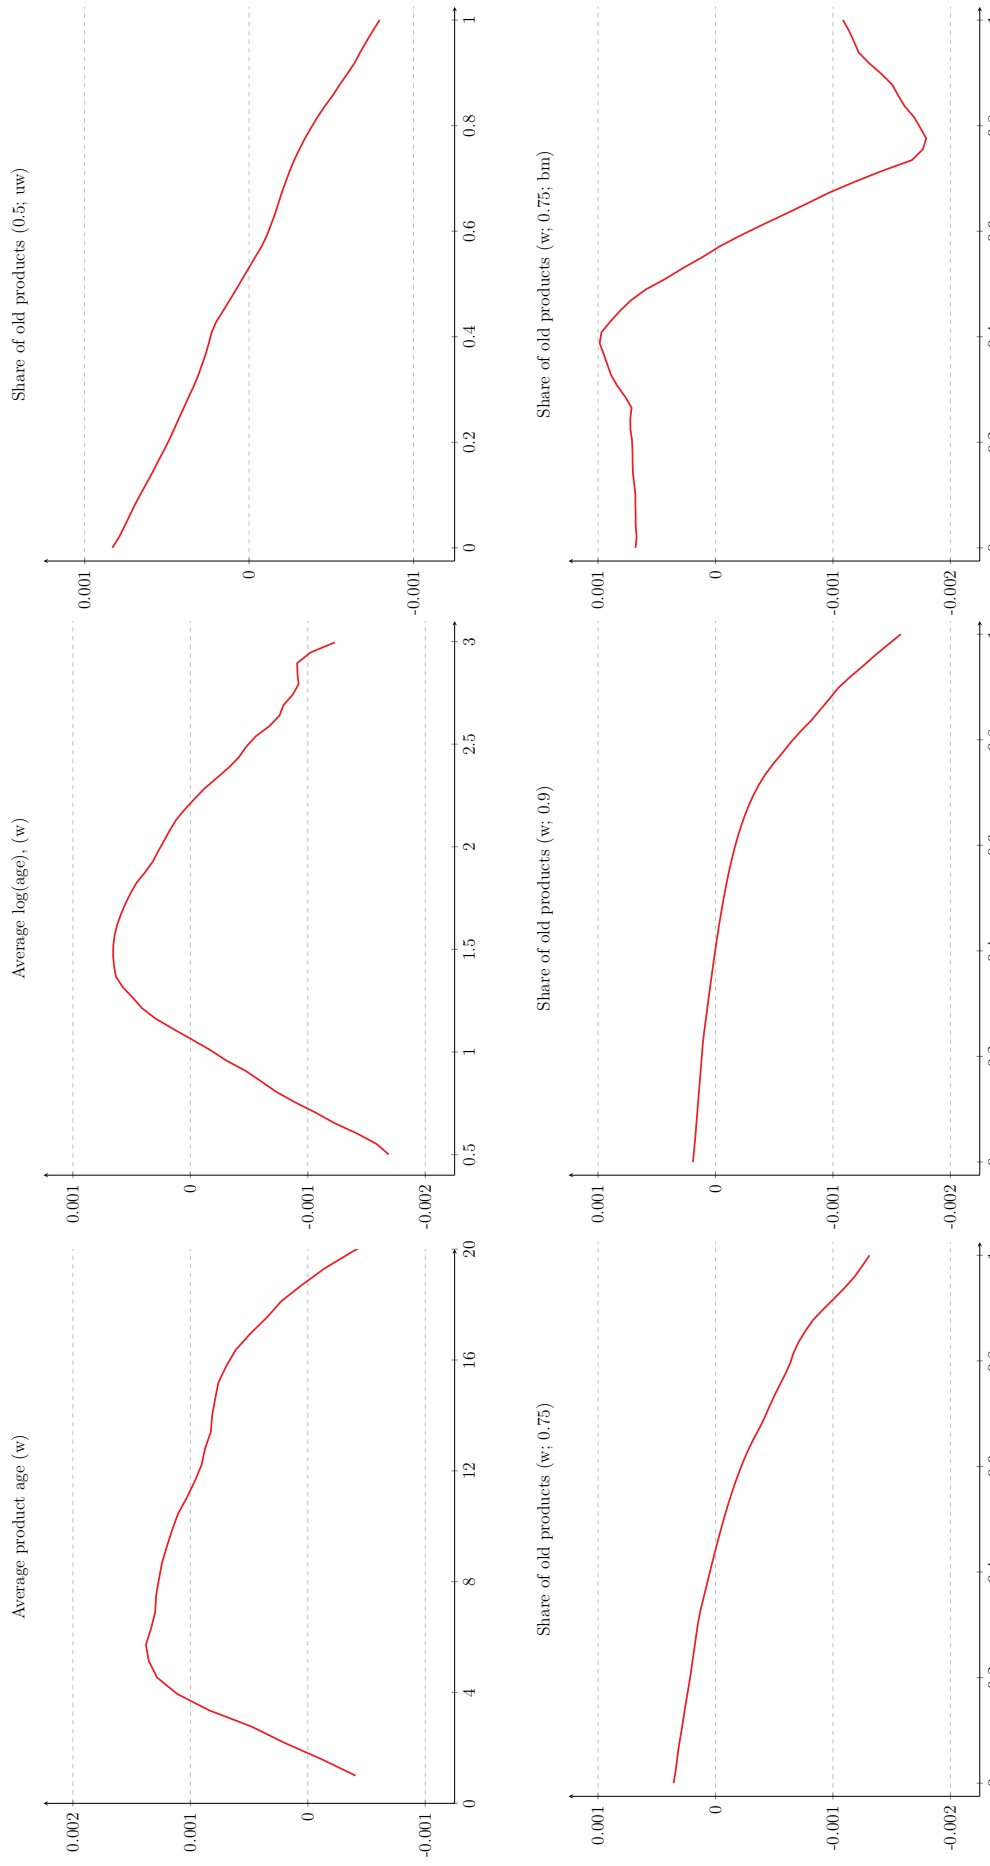 Average product age (w)
0.002
0.001
0
-0.001
0 4 8 12 16 20
Average log(age), (w)
0.001
0
-0.001
-0.002
0.5 1 1.5 2 2.5 3
Share of old products (0.5; uw)
0.001
0
-0.001
0 0.2 0.4 0.6 0.8 1
Share of old products (w; 0.75)
0.001
0
-0.001
-0.002
Share of old products (w; 0.9)
0.001
0
-0.001
-0.002
Share of old products (w; 0.75; bm)
0.001
0
-0.001
-0.002